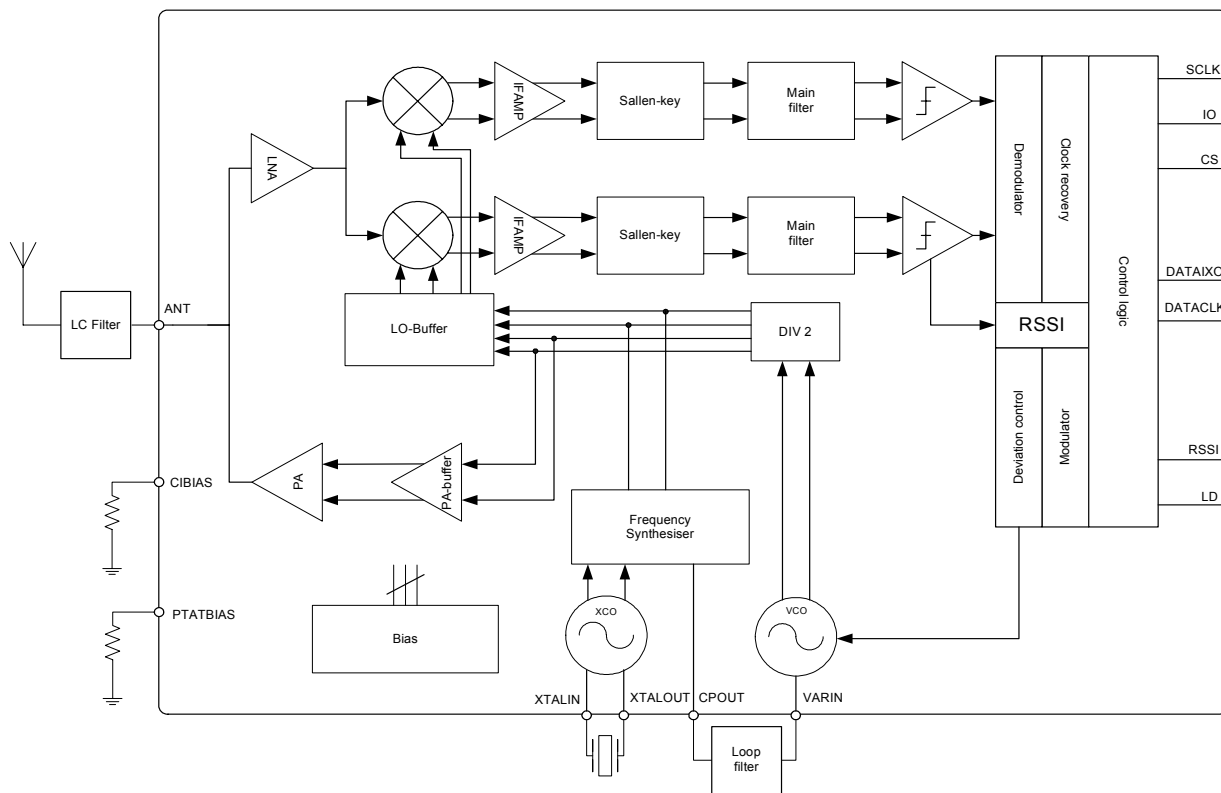 SCLK
IFAMP
Sallen-key
Main
filter
IO
LNA
CS
Demodulator
Clock recovery
IFAMP
Sallen-key
Main
filter
Control logic
DATAIXO
ANT
DATACLK
LC Filter
LO-Buffer
DIV 2
RSSI
Deviation control
Modulator
RSSI
PA
PA-buffer
CIBIAS
LD
Frequency
Synthesiser
PTATBIAS
XCO
VCO
Bias
XTALIN
XTALOUT
CPOUT
VARIN
Loop
filter